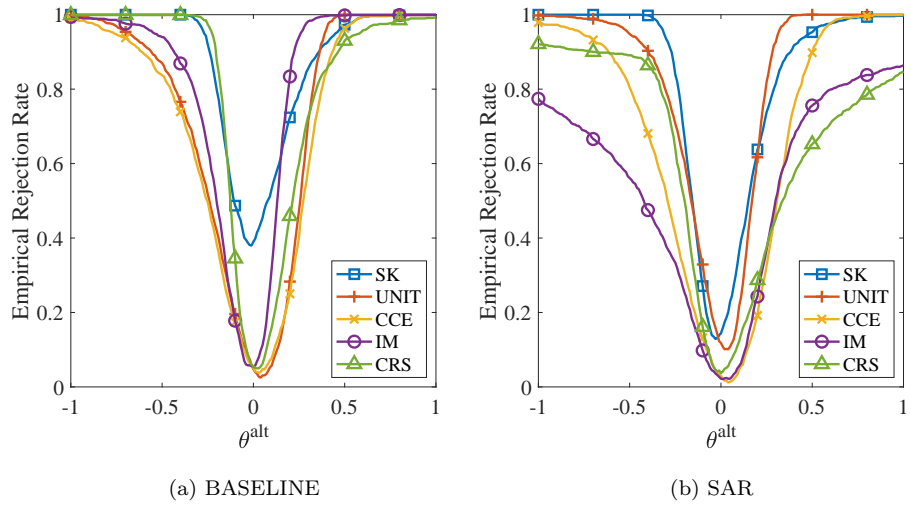 Empirical Rejection Rate
1
0.8
0.6
0.4
0.2
0
-1
-0.5
0
0.5
1
θ^alt
SK
UNIT
CCE
IM
CRS
(a) BASELINE
Empirical Rejection Rate
1
0.8
0.6
0.4
0.2
0
-1
-0.5
0
0.5
1
θ^alt
SK
UNIT
CCE
IM
CRS
(b) SAR